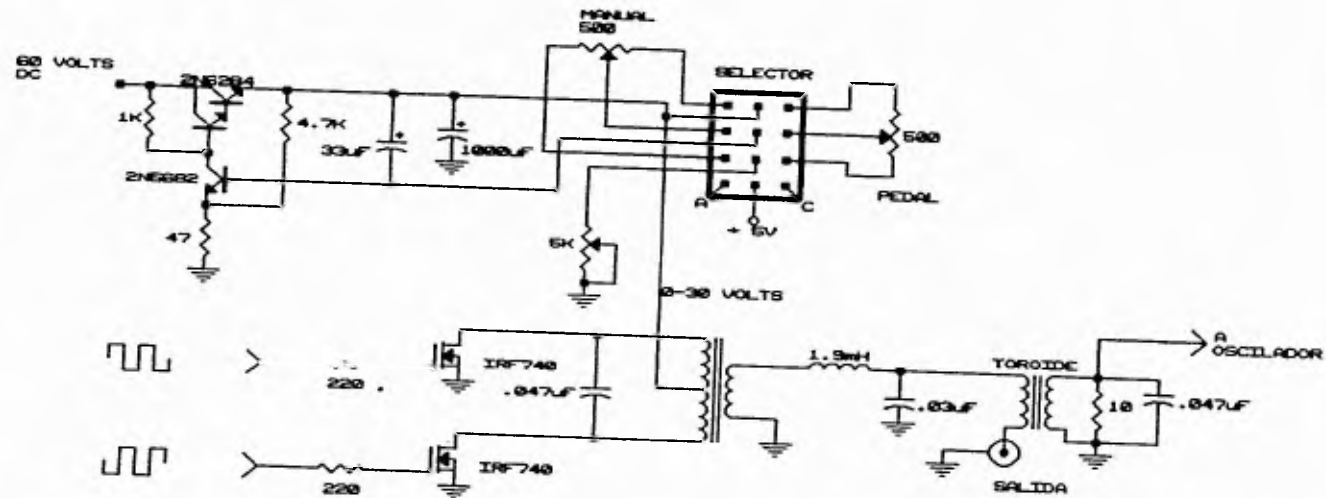 MANUAL
500
60 VOLTS
DC
2N6284
SELECTOR
1K
4.7K
33uF
1000uF
500
2N5682
PEDAL
A
C
+ 5V
47
5K
0-30 VOLTS
IRF740
220
.047uF
1.9mH
TOROIDE
A
OSCILADOR
.03uF
10
.047uF
IRF740
220
SALIDA